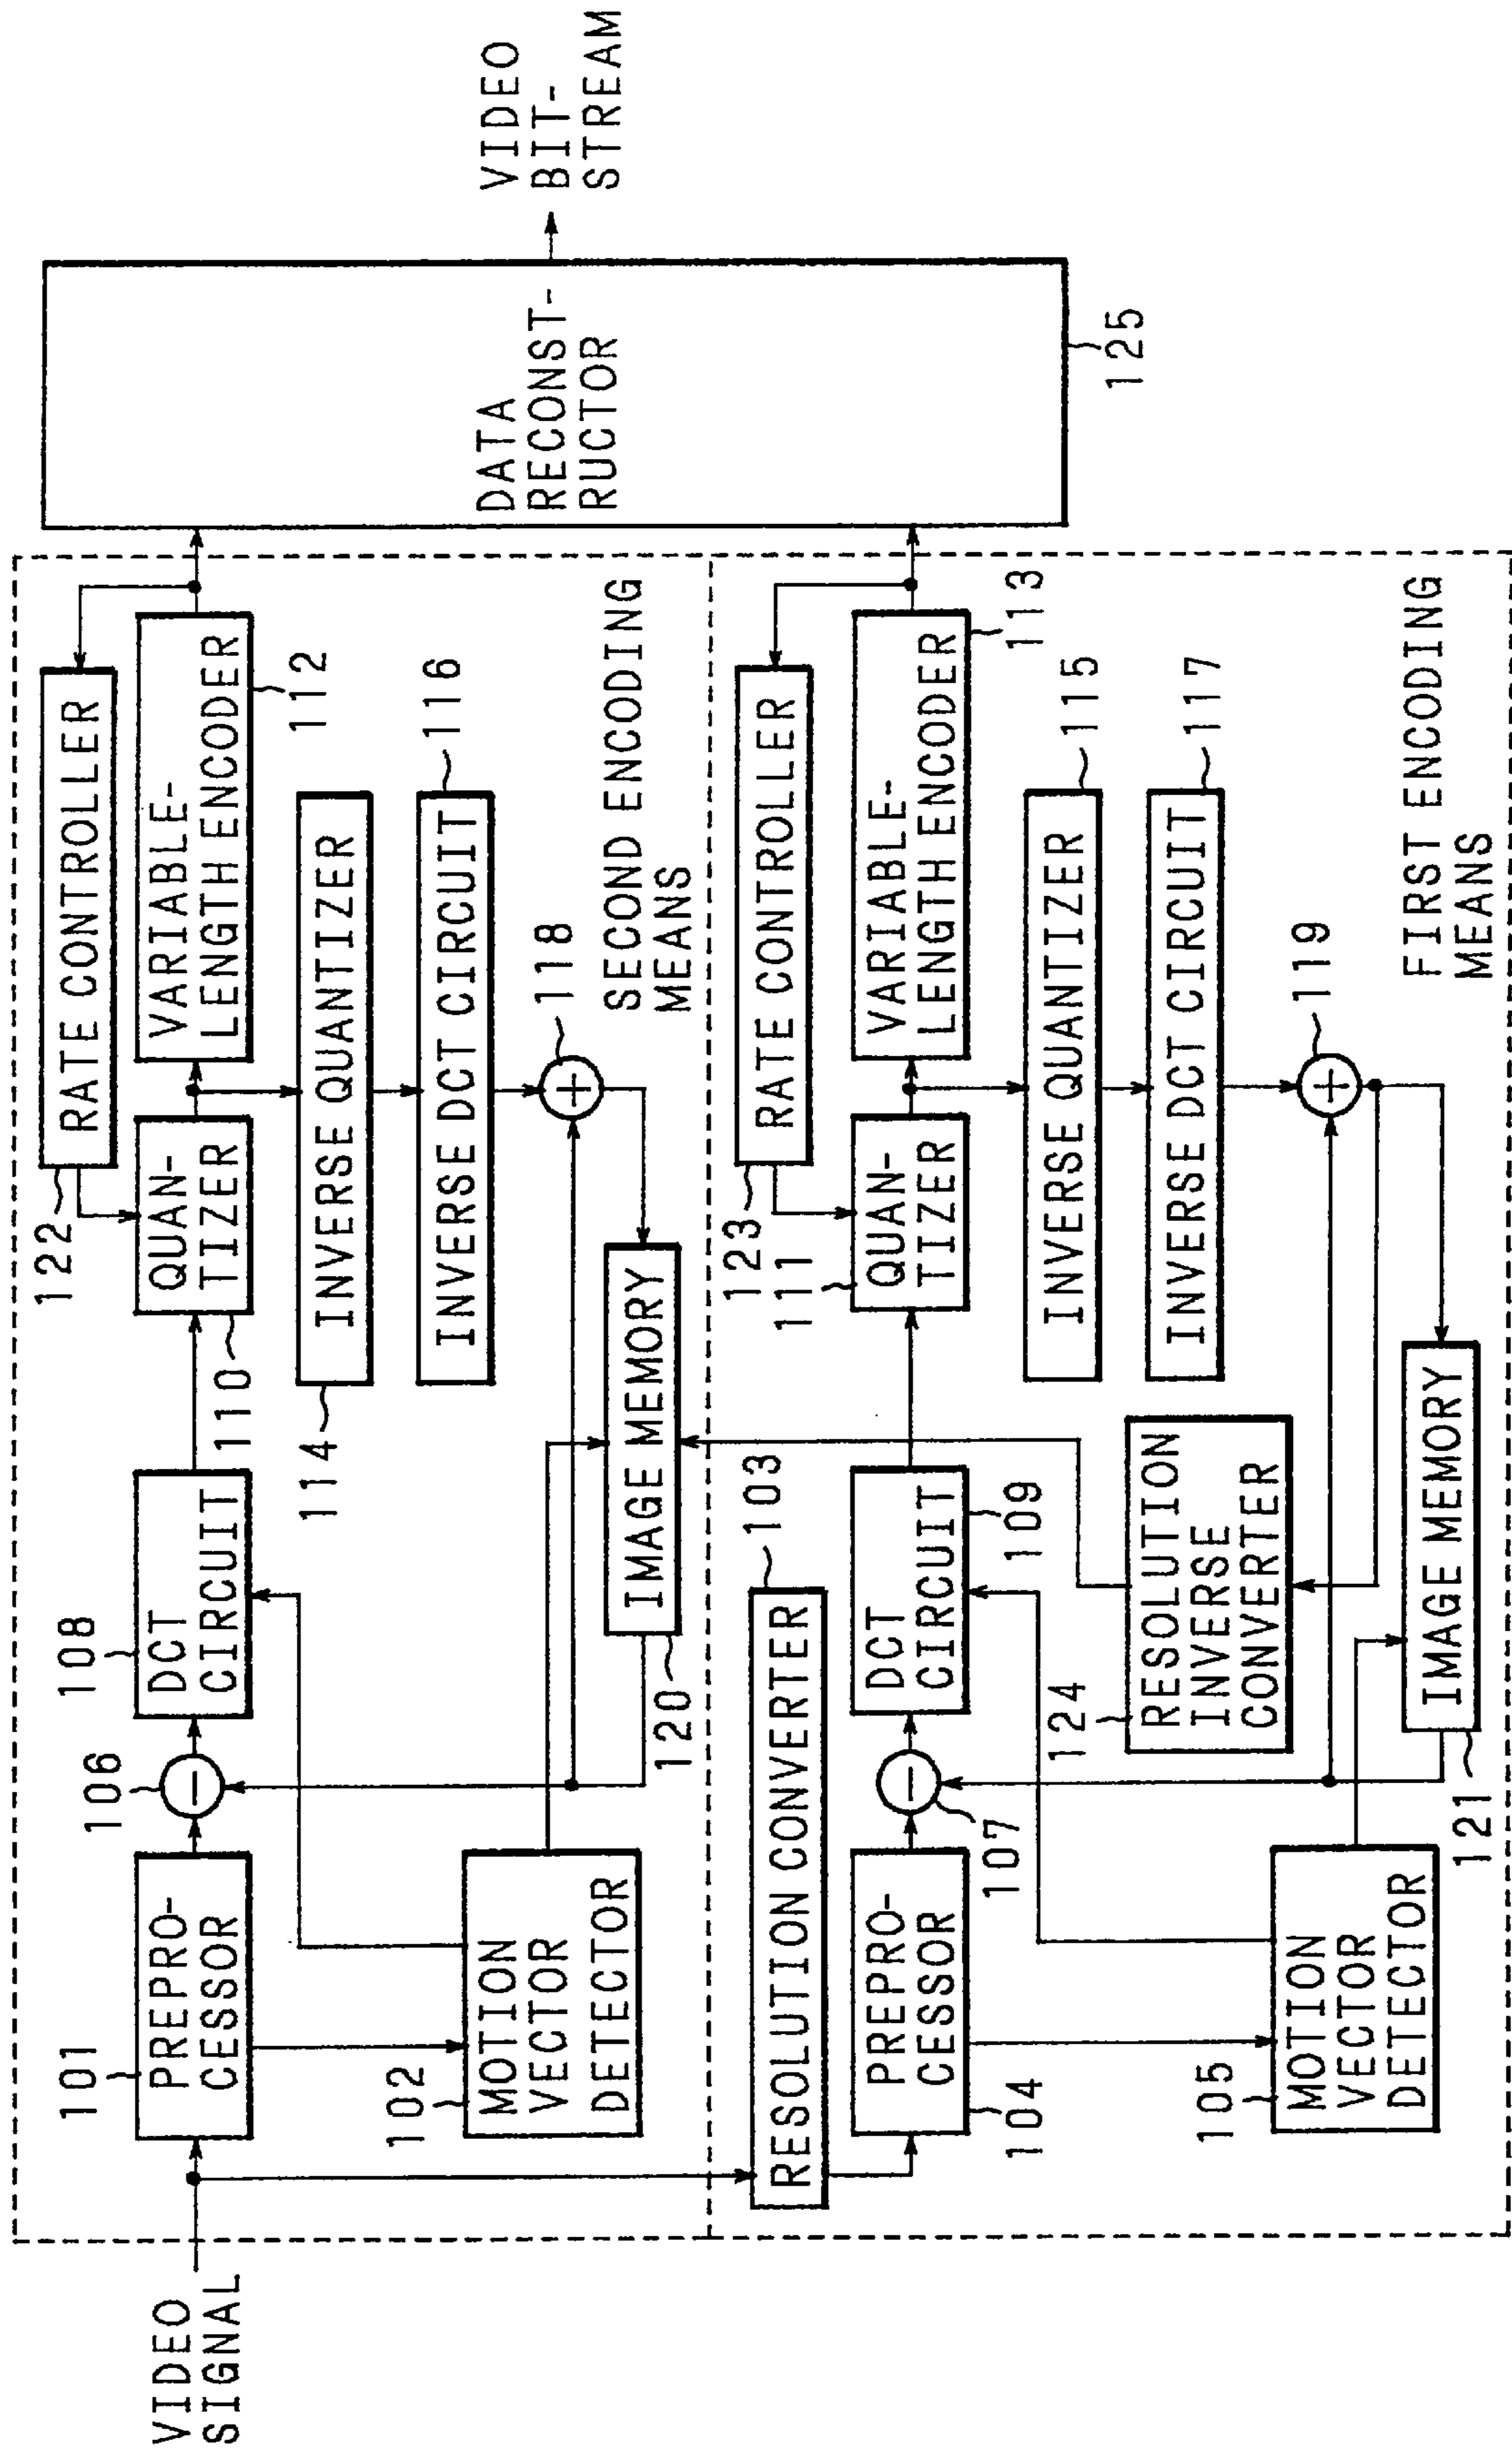 VIDEO
SIGNAL
101
PREPRO-
CESSOR
106
108
DCT
CIRCUIT
110
QUAN-
TIZER
122
RATE CONTROLLER
VARIABLE-
LENGTH ENCODER
112
102
MOTION
VECTOR
DETECTOR
114
INVERSE QUANTIZER
INVERSE DCT CIRCUIT
116
118
120
IMAGE MEMORY
SECOND ENCODING
MEANS
DATA
RECONST-
RUCTOR
125
VIDEO
BIT-
STREAM
RESOLUTION CONVERTER
103
104
PREPRO-
CESSOR
107
DCT
CIRCUIT
109
111
QUAN-
TIZER
123
RATE CONTROLLER
VARIABLE-
LENGTH ENCODER
113
105
MOTION
VECTOR
DETECTOR
124
RESOLUTION
INVERSE
CONVERTER
INVERSE QUANTIZER
115
INVERSE DCT CIRCUIT
117
119
121
IMAGE MEMORY
FIRST ENCODING
MEANS